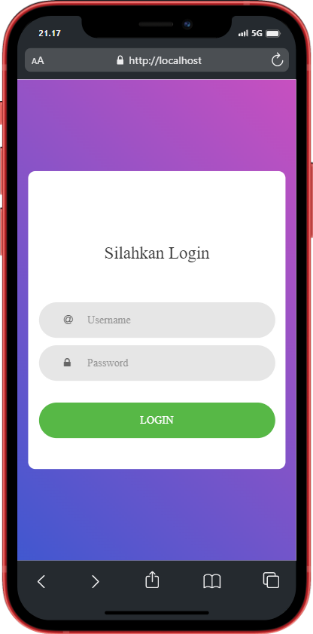 21.17
5G
AA
http://localhost
Silahkan Login
@ Username
Password
LOGIN